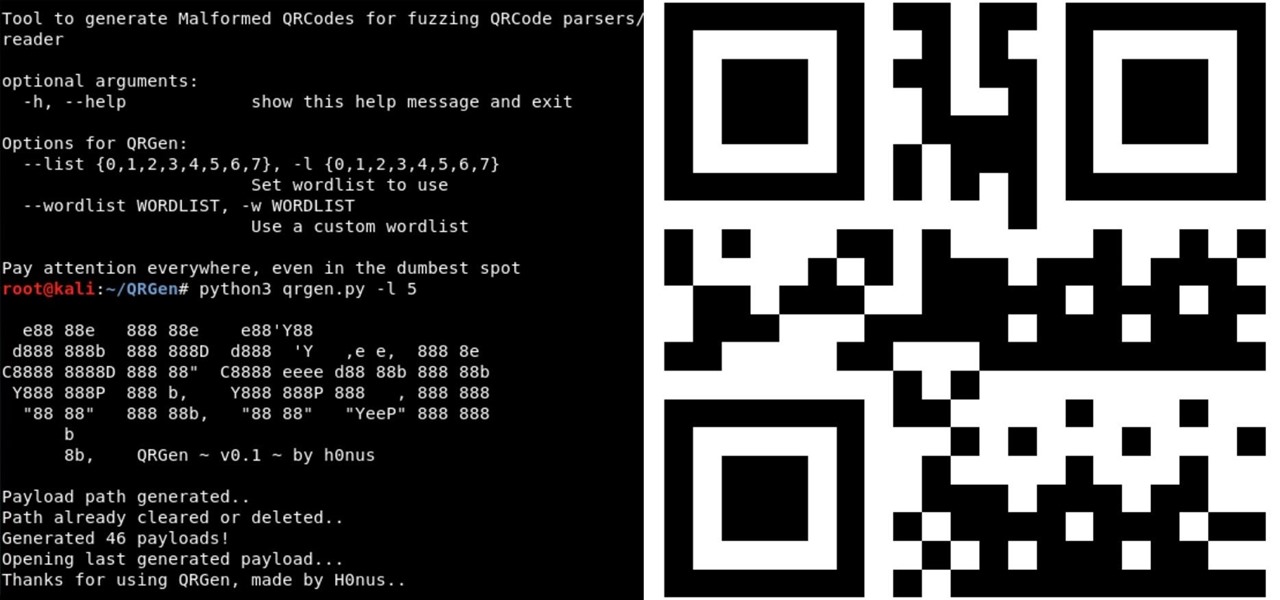 Tool to generate Malformed QRCodes for fuzzing QRCode parsers/
reader
optional arguments:
  -h, --help            show this help message and exit
Options for QRGen:
  --list {0,1,2,3,4,5,6,7}, -l {0,1,2,3,4,5,6,7}
                        Set wordlist to use
  --wordlist WORDLIST, -w WORDLIST
                        Use a custom wordlist
Pay attention everywhere, even in the dumbest spot
root@kali:~/QRGen# python3 qrgen.py -l 5
  e88 88e   888 88e    e88'Y88
 d888 888b  888 888D  d888  'Y   ,e e,  888 8e
C8888 8888D 888 88"  C8888 eeee d88 88b 888 88b
 Y888 888P  888 b,    Y888 888P 888   , 888 888
  "88 88"   888 88b,   "88 88"   "YeeP" 888 888
      b
      8b,    QRGen ~ v0.1 ~ by h0nus
Payload path generated..
Path already cleared or deleted..
Generated 46 payloads!
Opening last generated payload...
Thanks for using QRGen, made by H0nus..